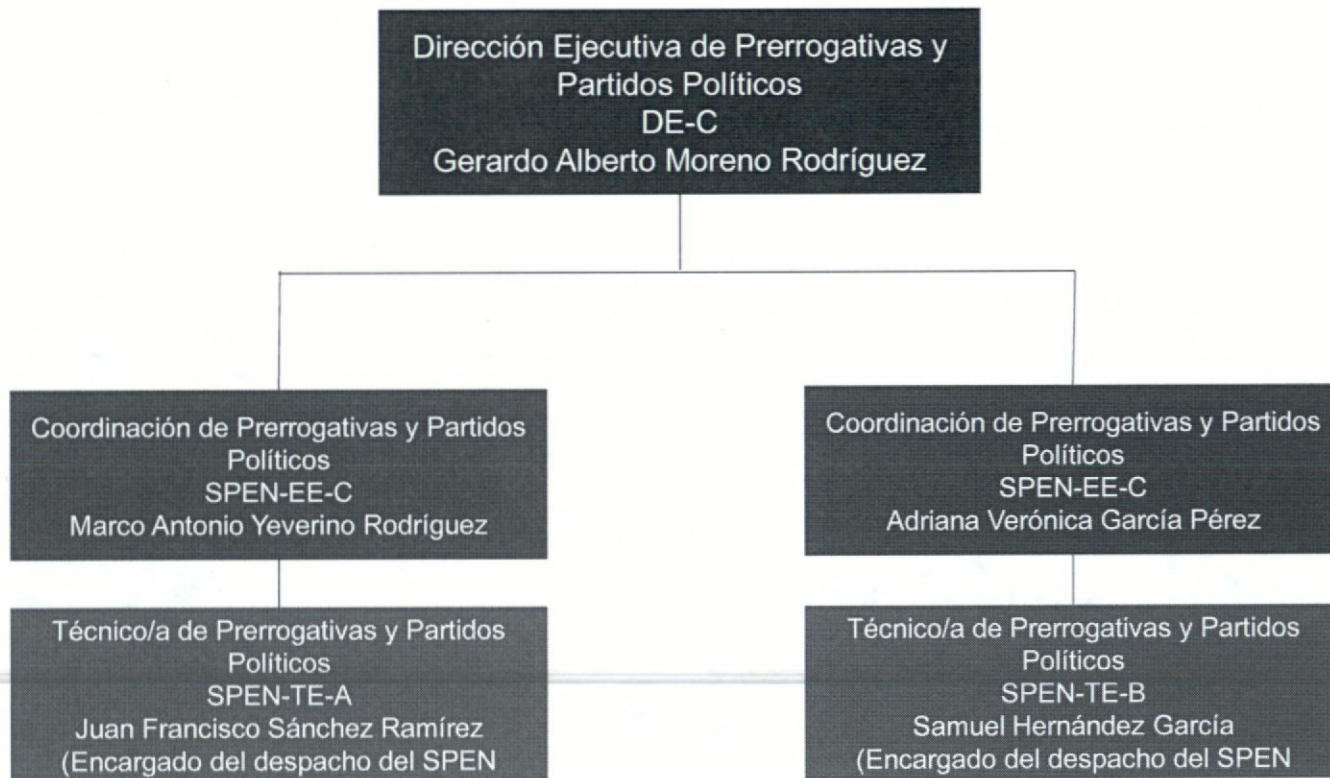 Dirección Ejecutiva de Prerrogativas y
Partidos Políticos
DE-C
Gerardo Alberto Moreno Rodríguez
Coordinación de Prerrogativas y Partidos
Políticos
SPEN-EE-C
Marco Antonio Yeverino Rodríguez
Coordinación de Prerrogativas y Partidos
Políticos
SPEN-EE-C
Adriana Verónica García Pérez
Técnico/a de Prerrogativas y Partidos
Políticos
SPEN-TE-A
Juan Francisco Sánchez Ramírez
(Encargado del despacho del SPEN
Técnico/a de Prerrogativas y Partidos
Políticos
SPEN-TE-B
Samuel Hernández García
(Encargado del despacho del SPEN